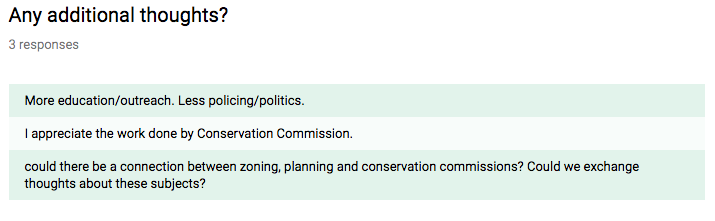 Any additional thoughts?
3 responses
More education/outreach. Less policing/politics.
I appreciate the work done by Conservation Commission.
could there be a connection between zoning, planning and conservation commissions? Could we exchange
thoughts about these subjects?